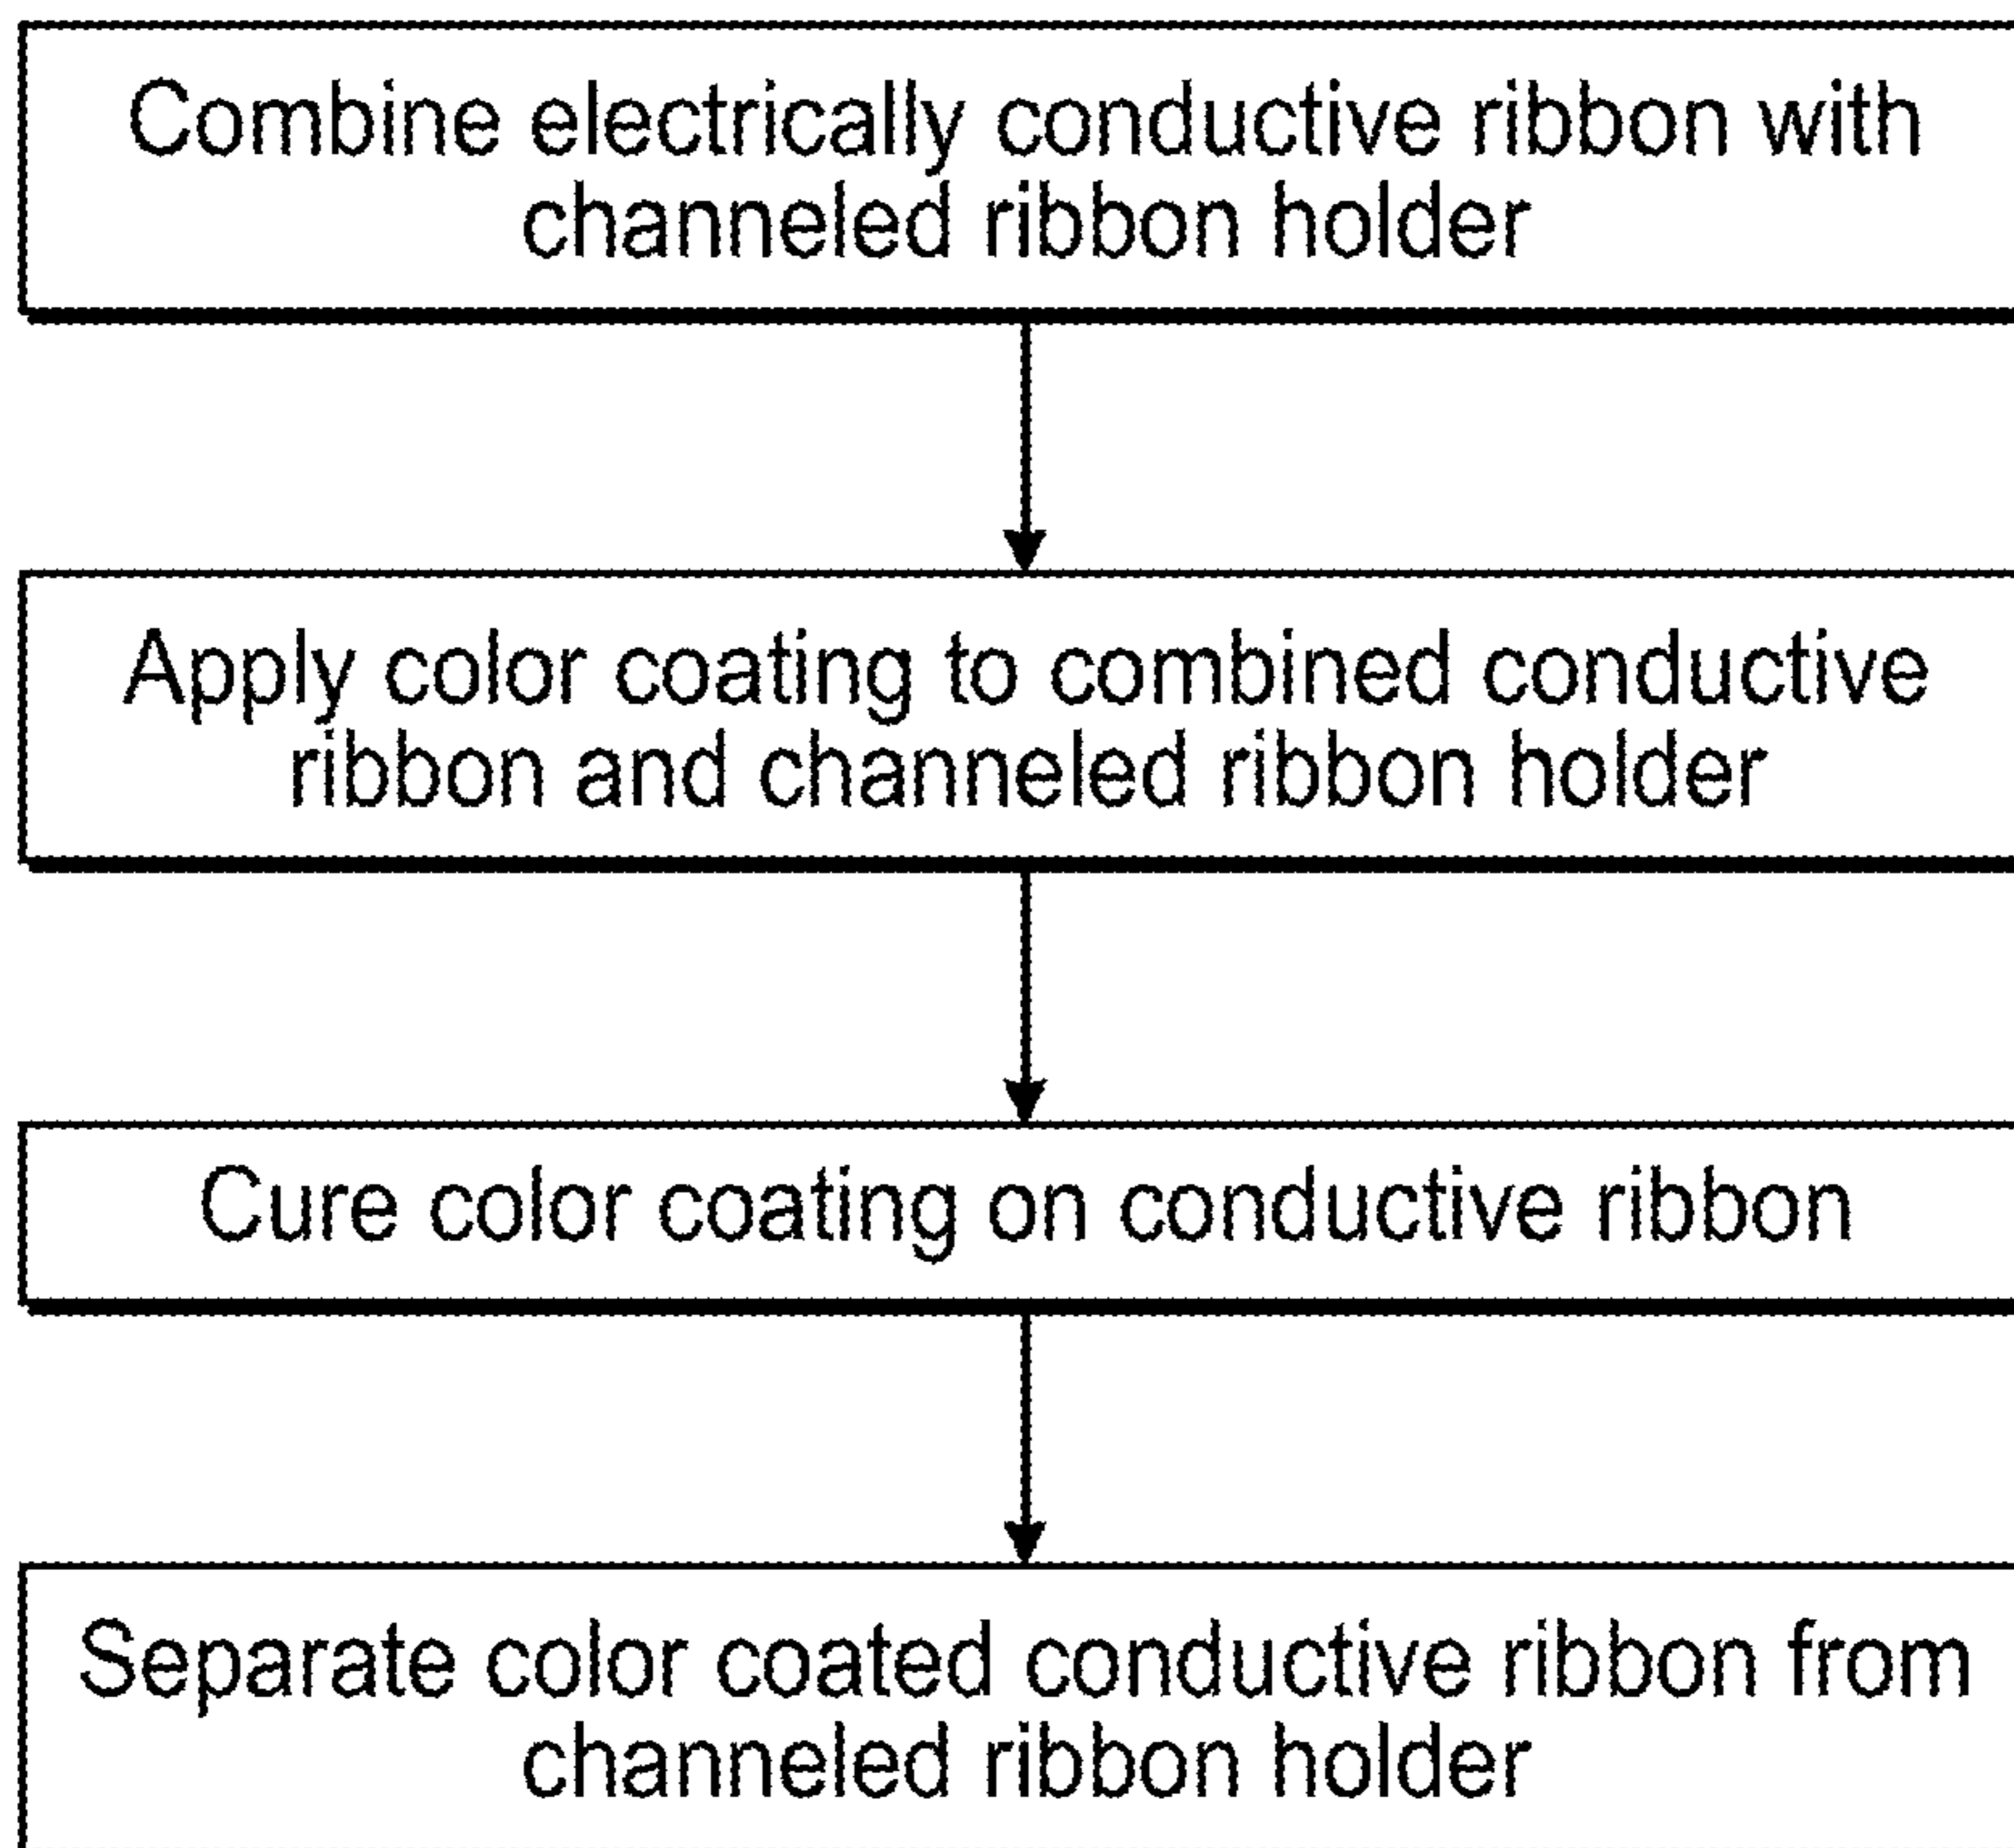 Combine electrically conductive ribbon with
channeled ribbon holder
Apply color coating to combined conductive
ribbon and channeled ribbon holder
Cure color coating on conductive ribbon
Separate color coated conductive ribbon from
channeled ribbon holder